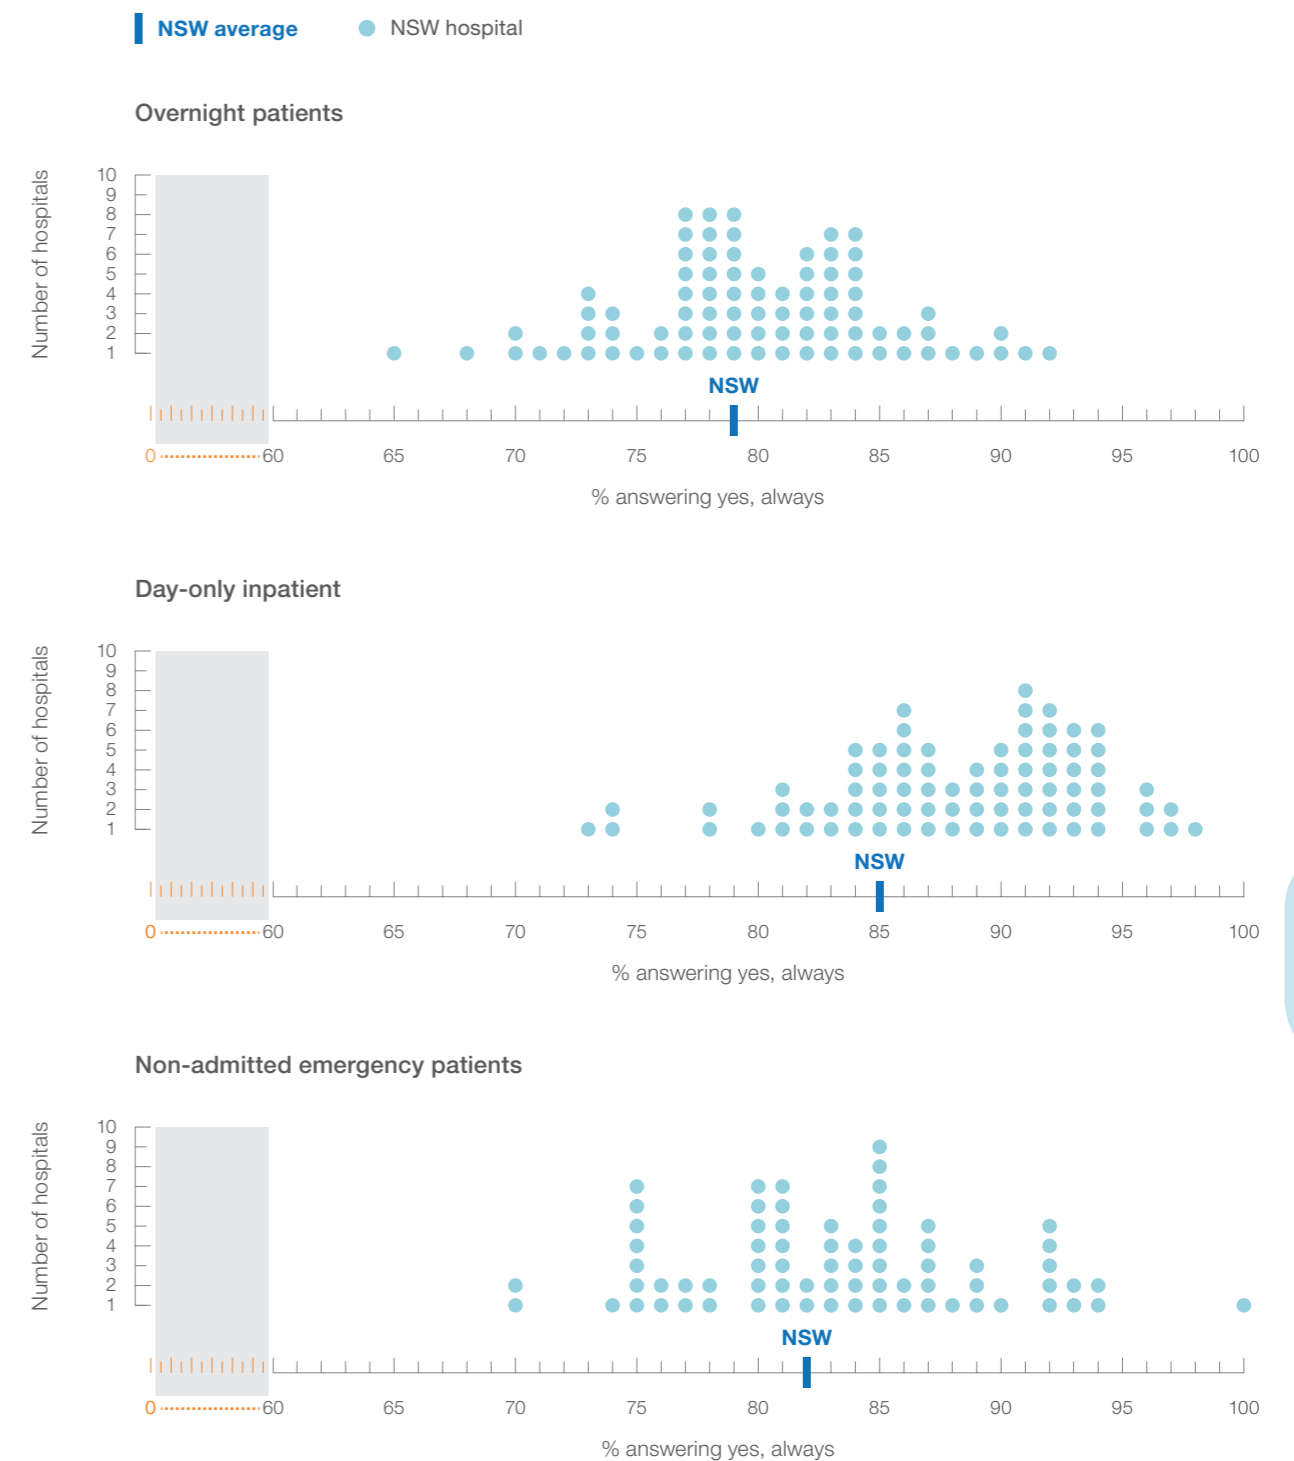 NSW average NSW hospital
Overnight patients
Number of hospitals
10
9
8
7
6
5
4
3
2
1
NSW
0 60 65 70 75 80 85 90 95 100
% answering yes, always
Day-only inpatient
Number of hospitals
10
9
8
7
6
5
4
3
2
1
NSW
0 60 65 70 75 80 85 90 95 100
% answering yes, always
Non-admitted emergency patients
Number of hospitals
10
9
8
7
6
5
4
3
2
1
NSW
0 60 65 70 75 80 85 90 95 100
% answering yes, always